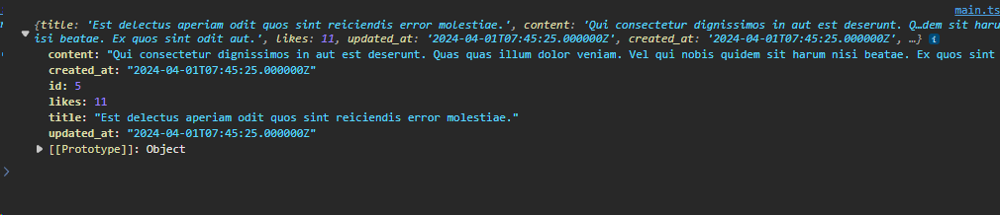 main.ts
{title: 'Est delectus aperiam odit quos sint reiciendis error molestiae.', content: 'Qui consectetur dignissimos in aut est deserunt. Q…dem sit haru
isi beatae. Ex quos sint odit aut.', likes: 11, updated_at: '2024-04-01T07:45:25.000000Z', created_at: '2024-04-01T07:45:25.000000Z', …} i
content: "Qui consectetur dignissimos in aut est deserunt. Quas quas illum dolor veniam. Vel qui nobis quidem sit harum nisi beatae. Ex quos sint
created_at: "2024-04-01T07:45:25.000000Z"
id: 5
likes: 11
title: "Est delectus aperiam odit quos sint reiciendis error molestiae."
updated_at: "2024-04-01T07:45:25.000000Z"
[[Prototype]]: Object